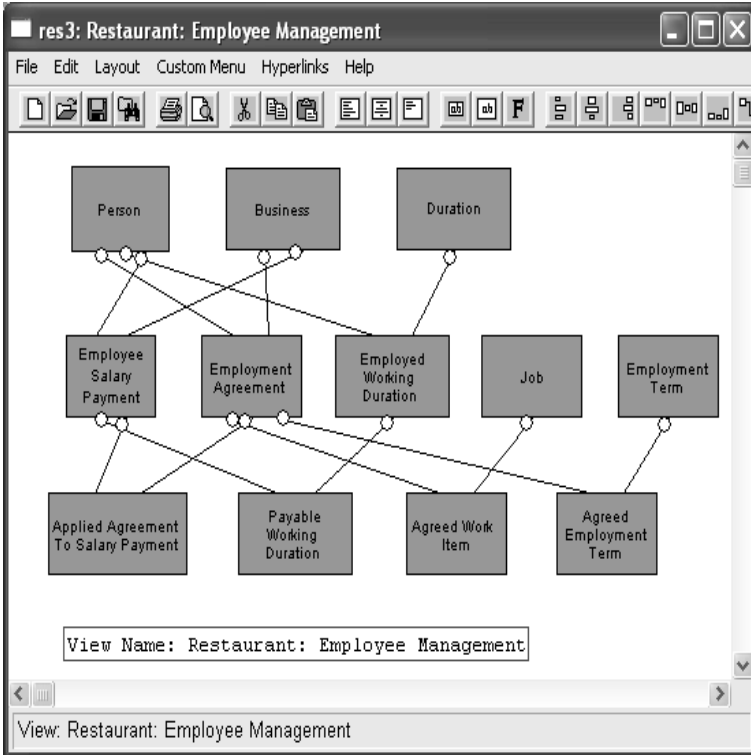 res3: Restaurant: Employee Management
File Edit Layout Custom Menu Hyperlinks Help
ab ab F
Person
Business
Duration
Employee
Salary
Payment
Employment
Agreement
Employed
Working
Duration
Job
Employment
Term
Applied Agreement
To Salary Payment
Payable
Working
Duration
Agreed Work
Item
Agreed
Employment
Term
View Name: Restaurant: Employee Management
View: Restaurant: Employee Management